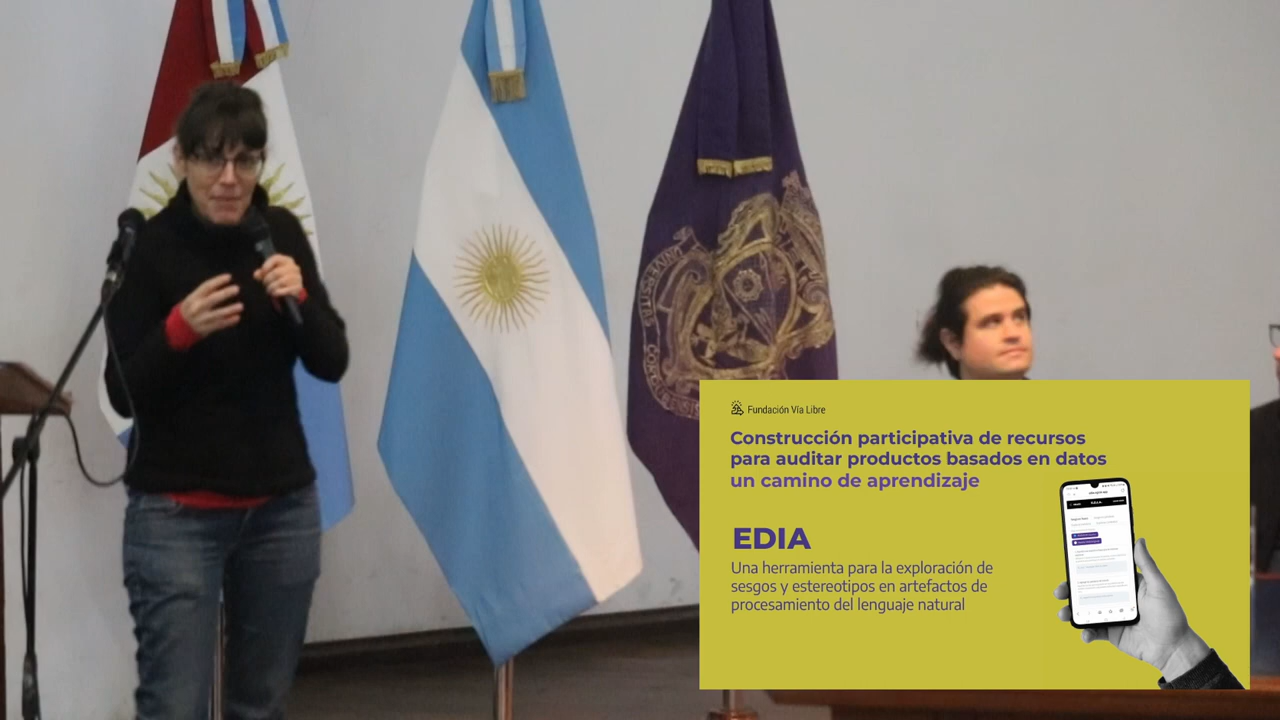 UNIVERSITAS
Fundación Vía Libre
Construcción participativa de recursos
para auditar productos basados en datos
un camino de aprendizaje
EDIA
Una herramienta para la exploración de
sesgos y estereotipos en artefactos de
procesamiento del lenguaje natural